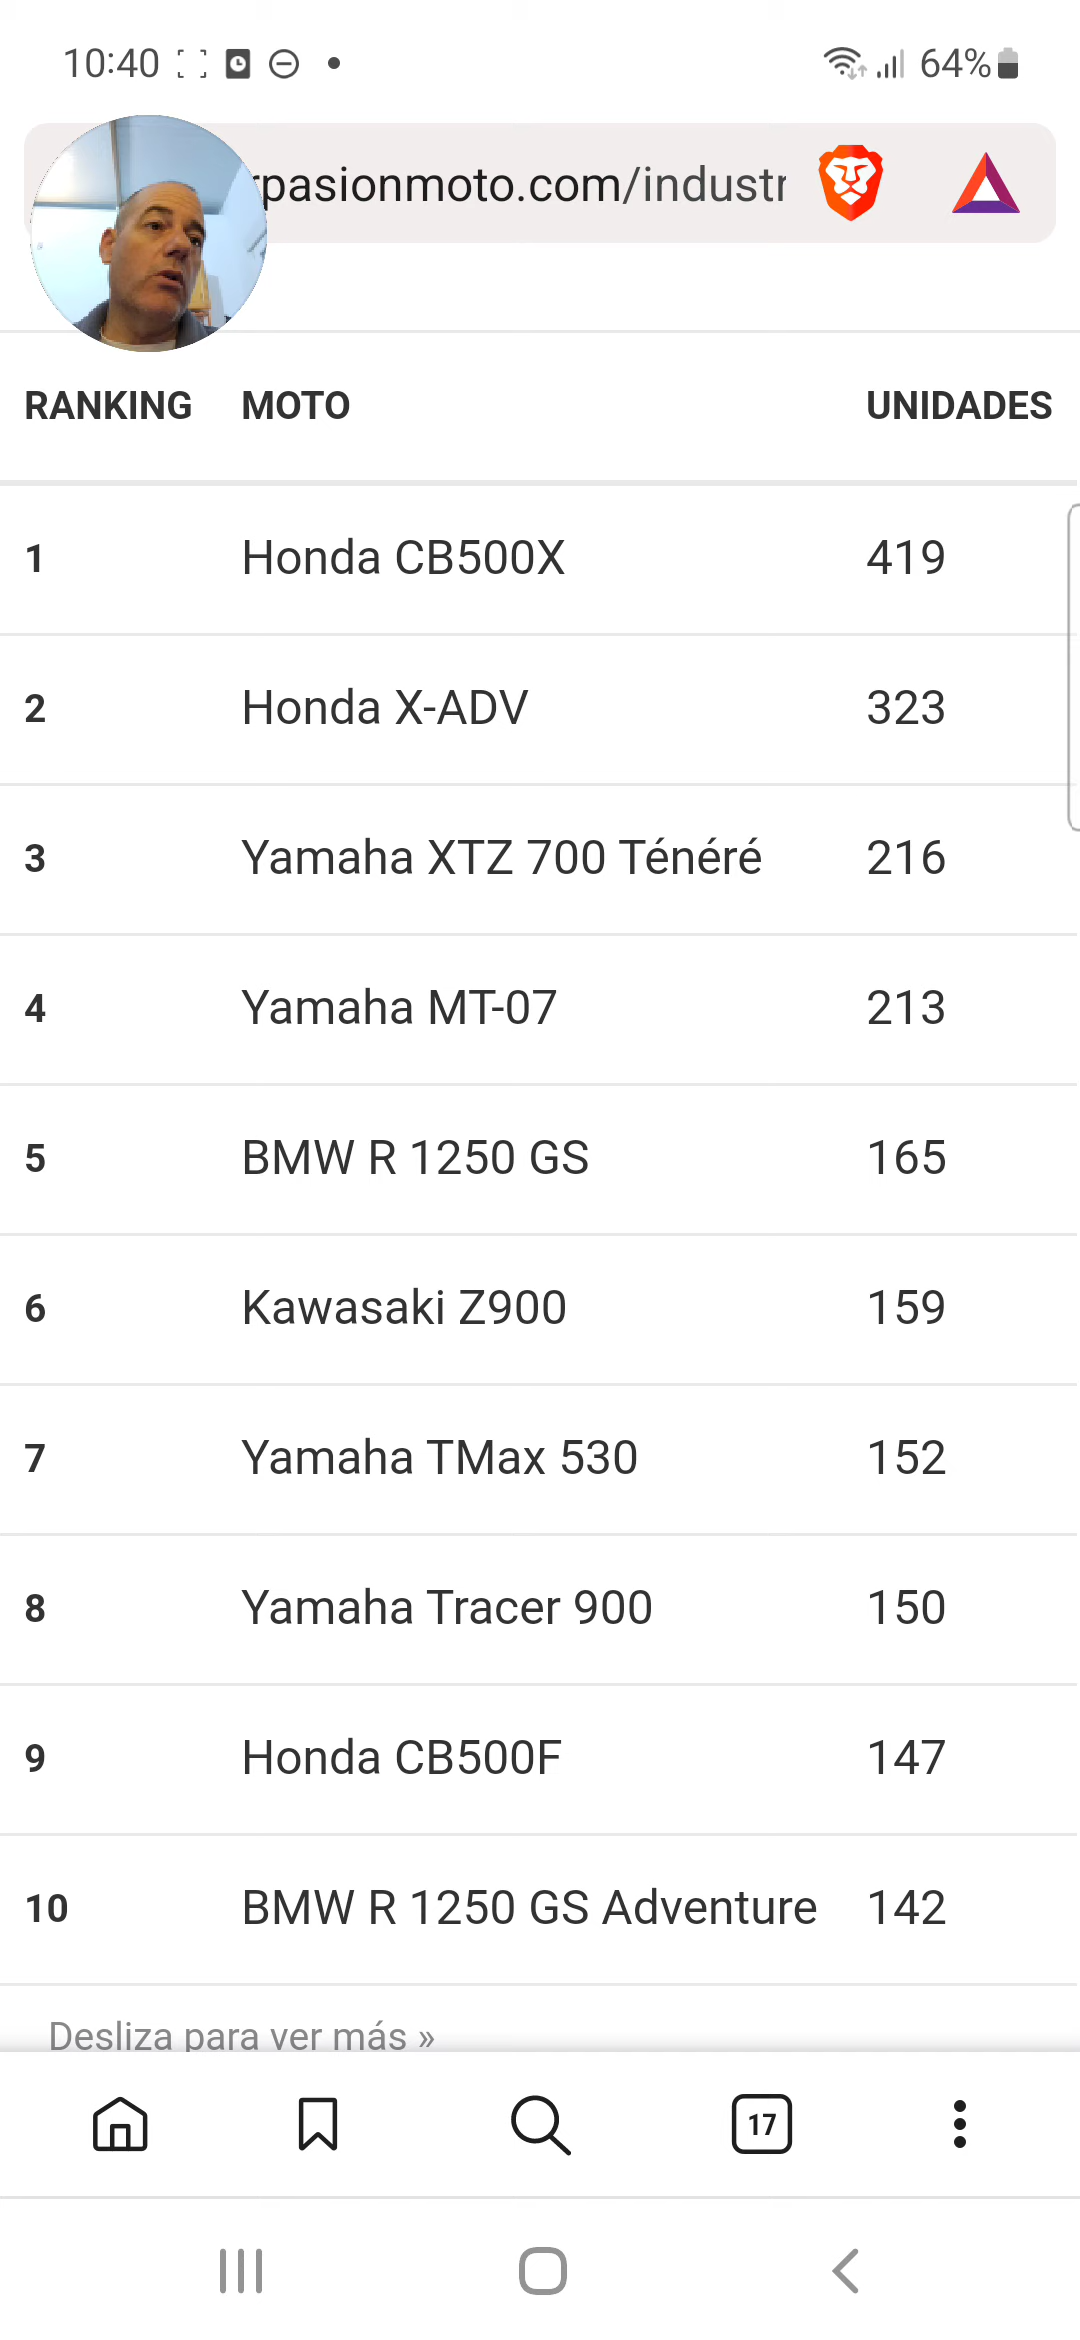 10:40 64%
rpasionmoto.com/industr
RANKING MOTO UNIDADES
1 Honda CB500X 419
2 Honda X-ADV 323
3 Yamaha XTZ 700 Ténéré 216
4 Yamaha MT-07 213
5 BMW R 1250 GS 165
6 Kawasaki Z900 159
7 Yamaha TMax 530 152
8 Yamaha Tracer 900 150
9 Honda CB500F 147
10 BMW R 1250 GS Adventure 142
Desliza para ver más »
17